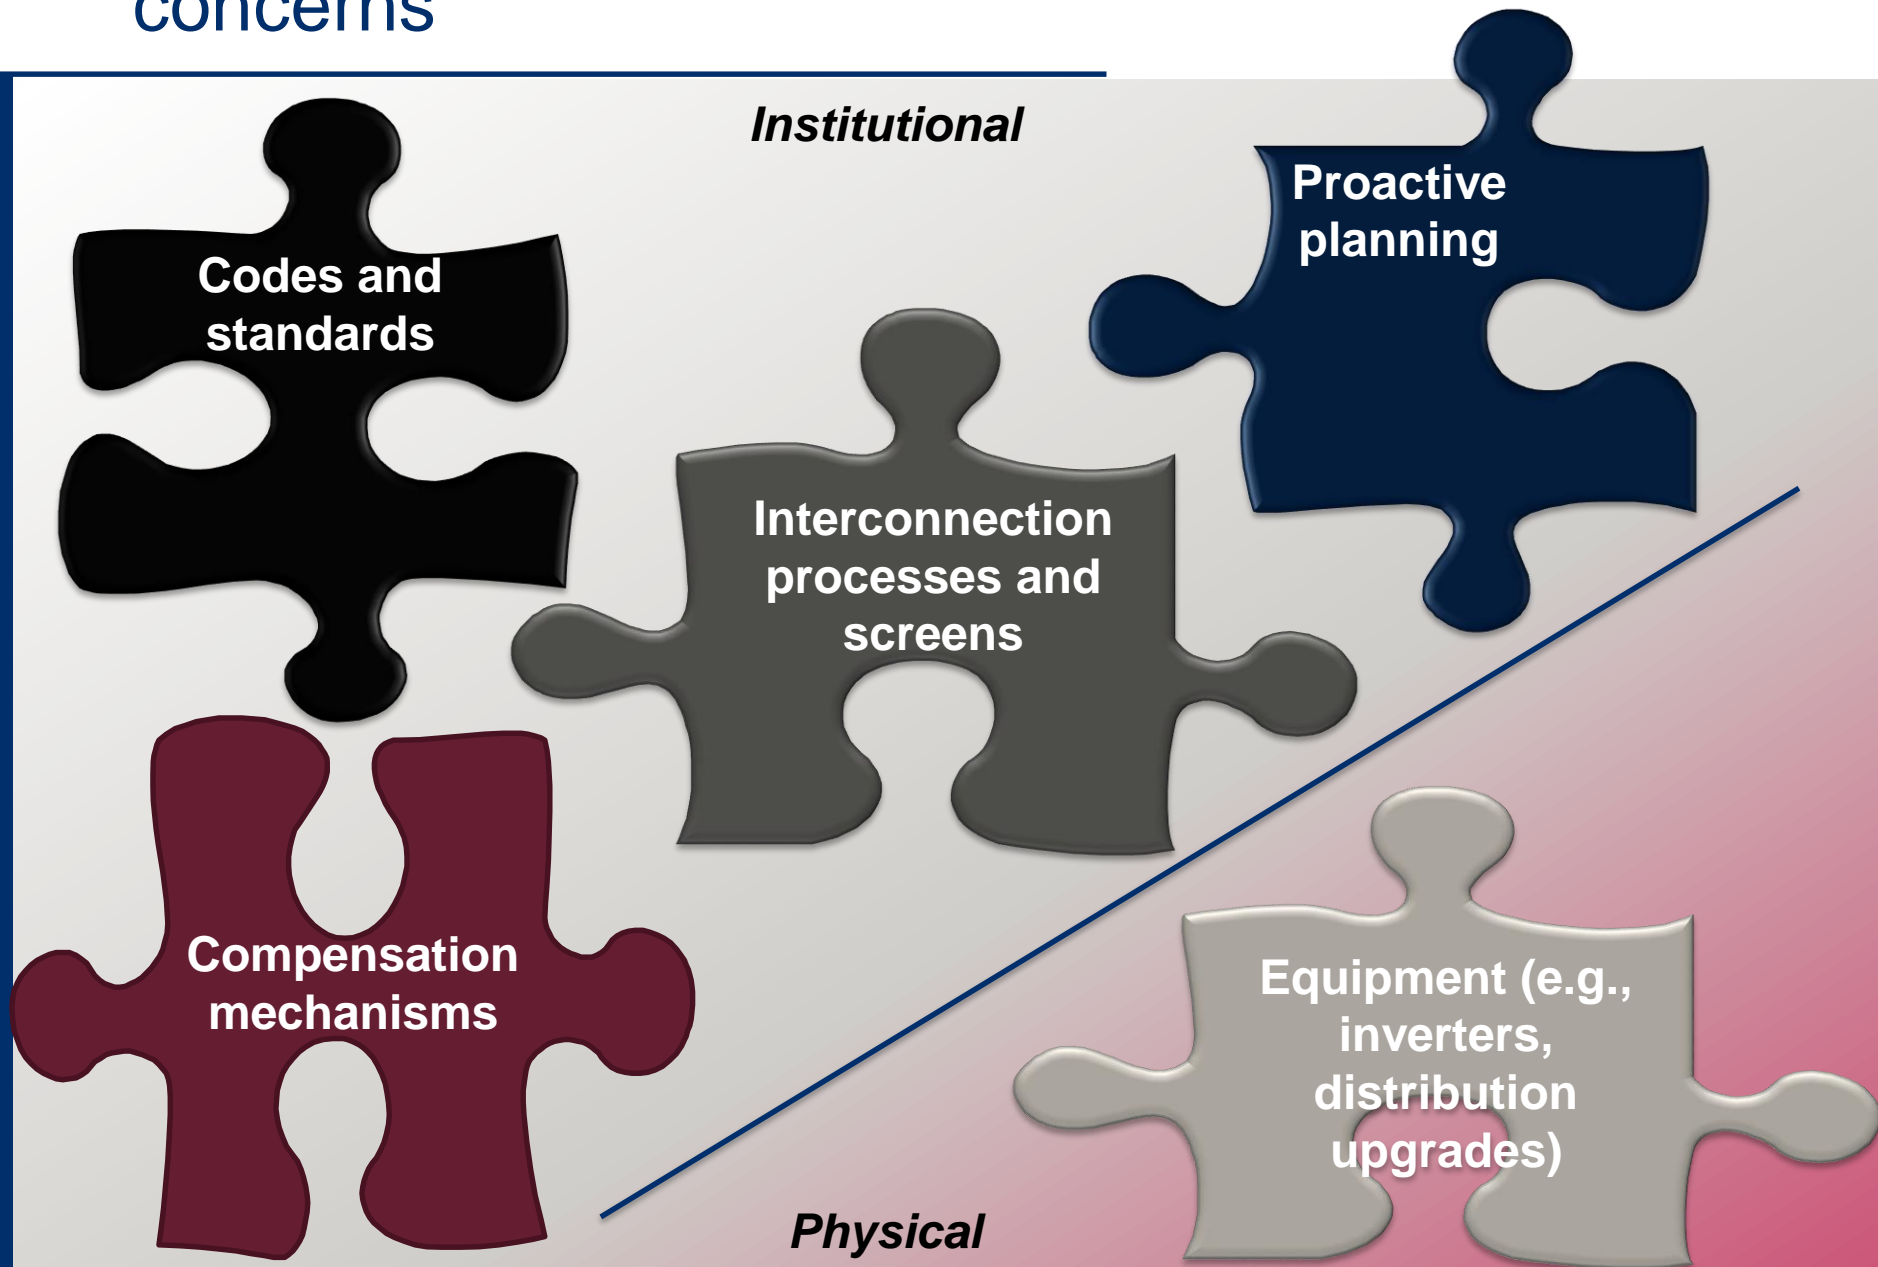 concerns
Institutional
Proactive
planning
Codes and
standards
Interconnection
processes and
screens
Compensation
mechanisms
Equipment (e.g.,
inverters,
distribution
upgrades)
Physical